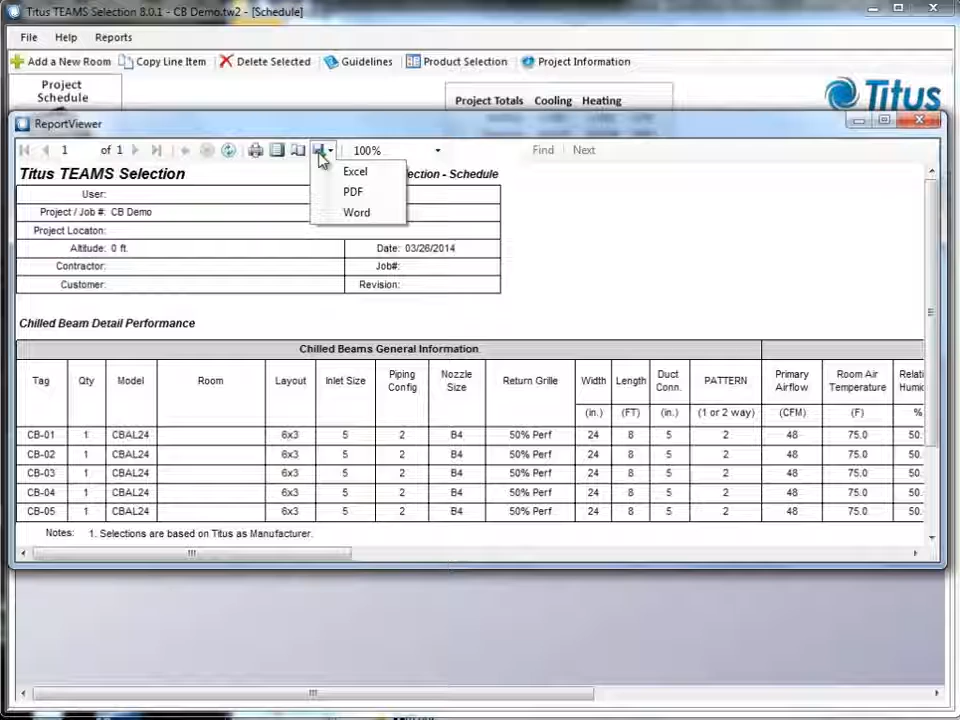 Titus TEAMS Selection 8.0.1 - CB Demo.tw2 - [Schedule]
File Help Reports
Add a New Room Copy Line Item Delete Selected Guidelines Product Selection Project Information
Project
Schedule
Project Totals Cooling Heating
Titus
ReportViewer
1 of 1 100% Find Next
Excel
PDF
Word
Titus TEAMS Selection ection - Schedule
User:
Project / Job #: CB Demo
Project Locaton:
Altitude: 0 ft. Date: 03/26/2014
Contractor: Job#:
Customer: Revision:
Chilled Beam Detail Performance
Chilled Beams General Information
Tag Qty Model Room Layout Inlet Size Piping Config Nozzle Size Return Grille Width Length Duct Conn. PATTERN Primary Airflow Room Air Temperature Relati Humid
(in.) (FT) (in.) (1 or 2 way) (CFM) (F) %
CB-01 1 CBAL24 6x3 5 2 B4 50% Perf 24 8 5 2 48 75.0 50.
CB-02 1 CBAL24 6x3 5 2 B4 50% Perf 24 8 5 2 48 75.0 50.
CB-03 1 CBAL24 6x3 5 2 B4 50% Perf 24 8 5 2 48 75.0 50.
CB-04 1 CBAL24 6x3 5 2 B4 50% Perf 24 8 5 2 48 75.0 50.
CB-05 1 CBAL24 6x3 5 2 B4 50% Perf 24 8 5 2 48 75.0 50.
Notes: 1. Selections are based on Titus as Manufacturer.